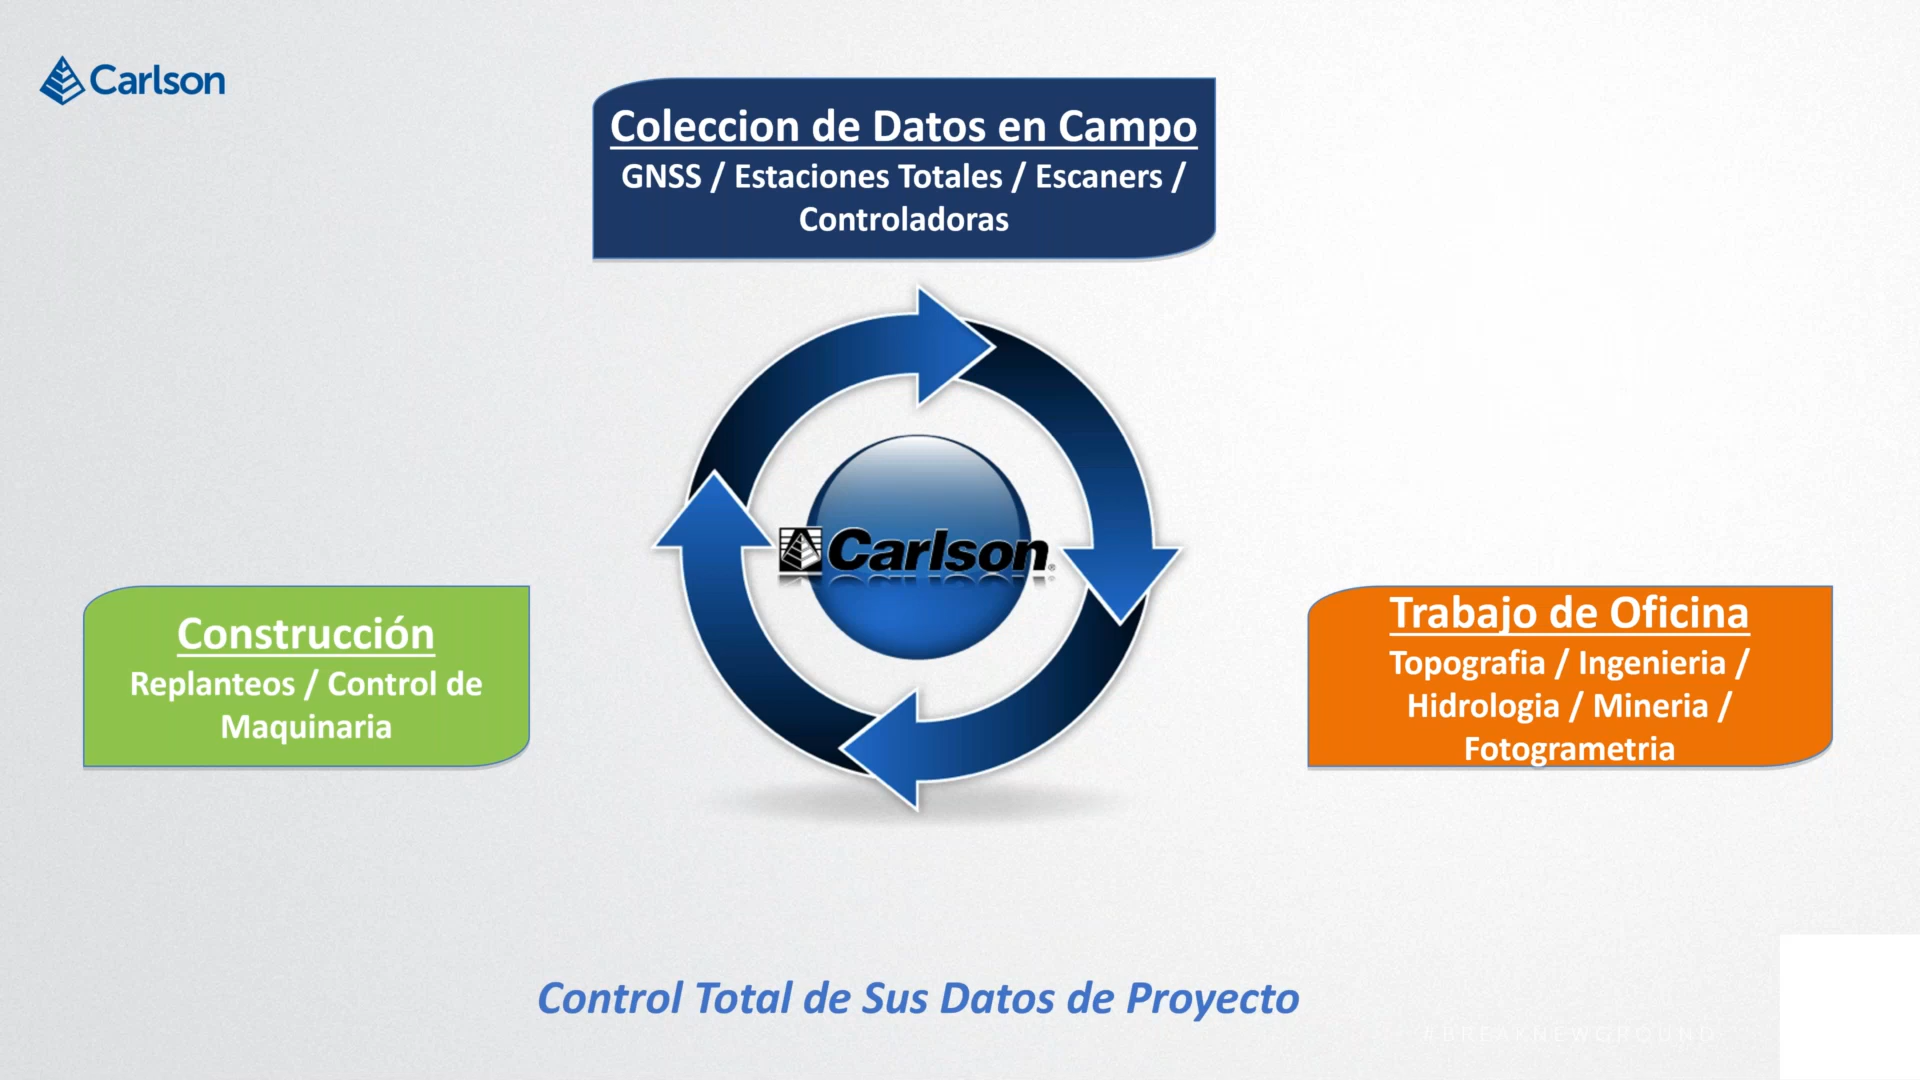 Carlson
Coleccion de Datos en Campo
GNSS / Estaciones Totales / Escaners /
Controladoras
Carlson®
Construcción
Replanteos / Control de
Maquinaria
Trabajo de Oficina
Topografia / Ingenieria /
Hidrologia / Mineria /
Fotogrametria
Control Total de Sus Datos de Proyecto
#BREAKNEWGROUND